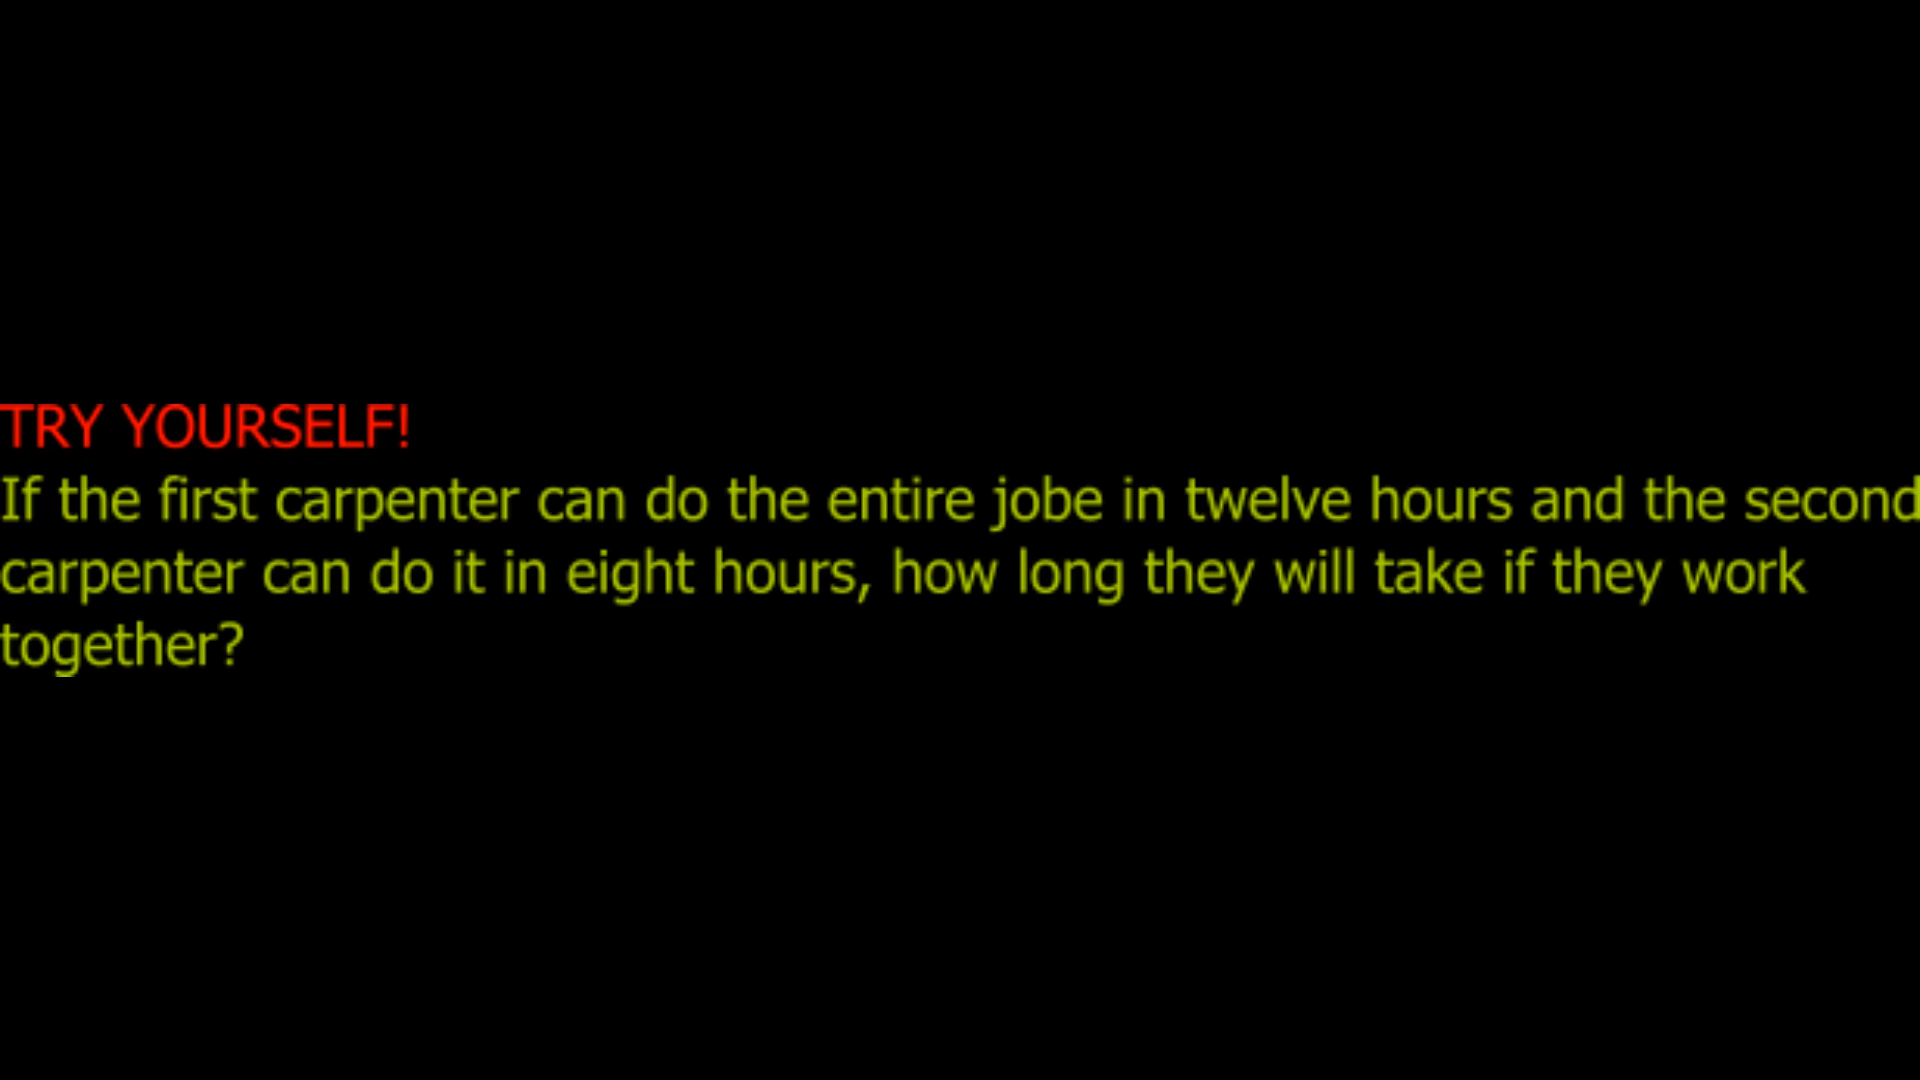 TRY YOURSELF!
If the first carpenter can do the entire jobe in twelve hours and the second
carpenter can do it in eight hours, how long they will take if they work
together?